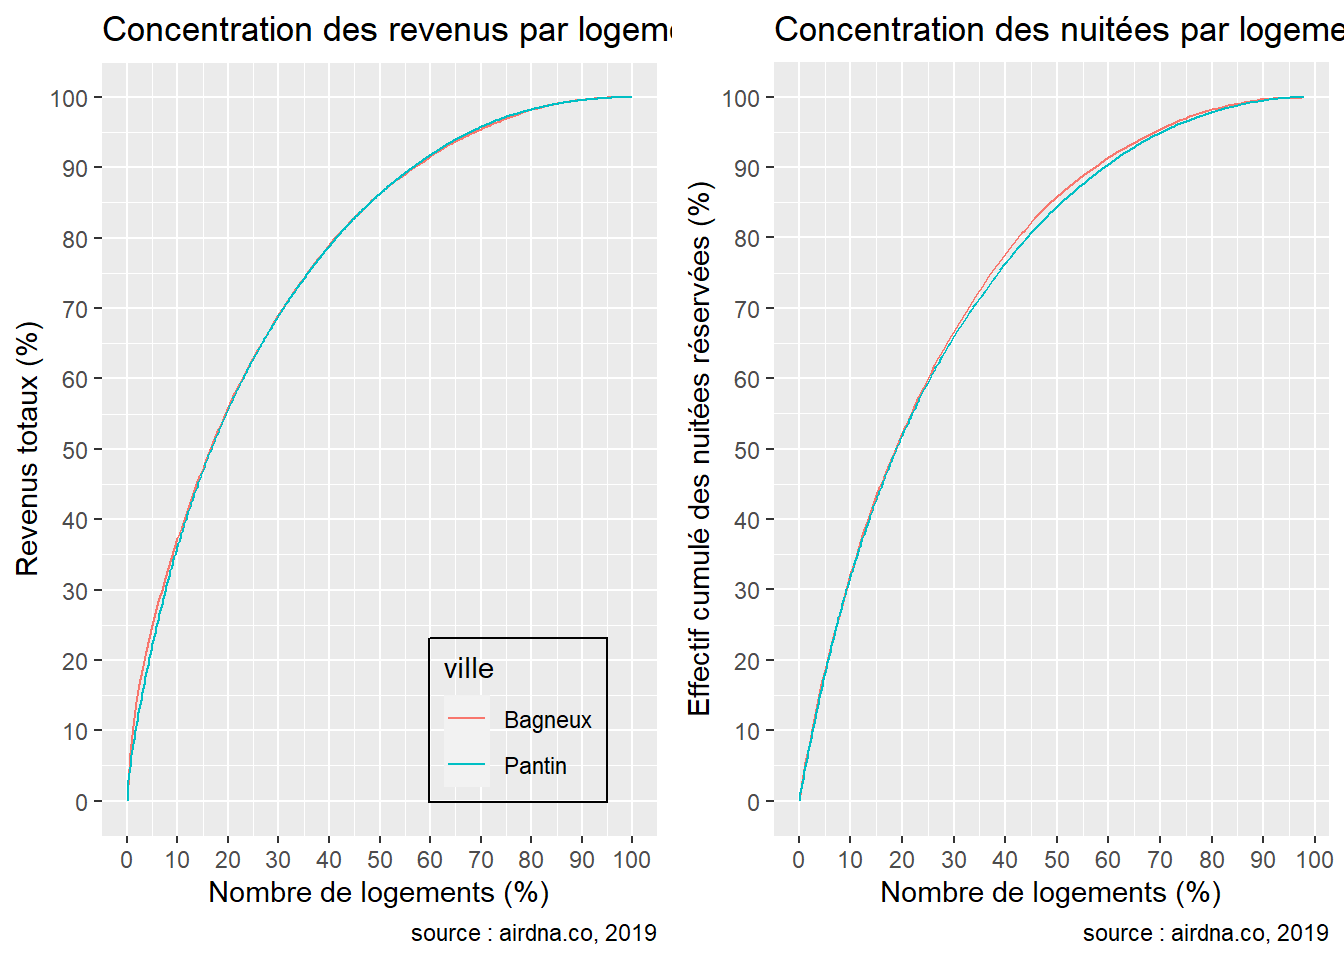 Concentration des revenus par logeme
100
90
80
70
60
50
40
30
20
10
0
Revenus totaux (%)
ville
Bagneux
Pantin
0 10 20 30 40 50 60 70 80 90 100
Nombre de logements (%)
source : airdna.co, 2019
Concentration des nuitées par logeme
100
90
80
70
60
50
40
30
20
10
0
Effectif cumulé des nuitées réservées (%)
0 10 20 30 40 50 60 70 80 90 100
Nombre de logements (%)
source : airdna.co, 2019